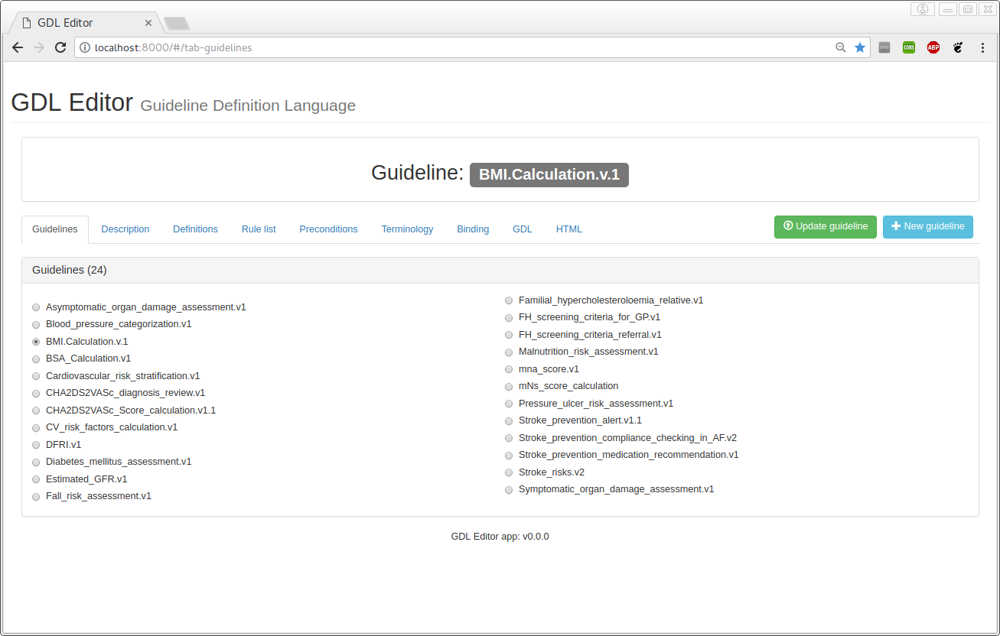 GDL Editor
localhost:8000/#/tab-guidelines
CORS
ABP
GDL Editor Guideline Definition Language
Guideline: BMI.Calculation.v.1
Guidelines Description Definitions Rule list Preconditions Terminology Binding GDL HTML Update guideline New guideline
Guidelines (24)
Asymptomatic_organ_damage_assessment.v1
Blood_pressure_categorization.v1
BMI.Calculation.v.1
BSA_Calculation.v1
Cardiovascular_risk_stratification.v1
CHA2DS2VASc_diagnosis_review.v1
CHA2DS2VASc_Score_calculation.v1.1
CV_risk_factors_calculation.v1
DFRI.v1
Diabetes_mellitus_assessment.v1
Estimated_GFR.v1
Fall_risk_assessment.v1
Familial_hypercholesteroloemia_relative.v1
FH_screening_criteria_for_GP.v1
FH_screening_criteria_referral.v1
Malnutrition_risk_assessment.v1
mna_score.v1
mNs_score_calculation
Pressure_ulcer_risk_assessment.v1
Stroke_prevention_alert.v1.1
Stroke_prevention_compliance_checking_in_AF.v2
Stroke_prevention_medication_recommendation.v1
Stroke_risks.v2
Symptomatic_organ_damage_assessment.v1
GDL Editor app: v0.0.0